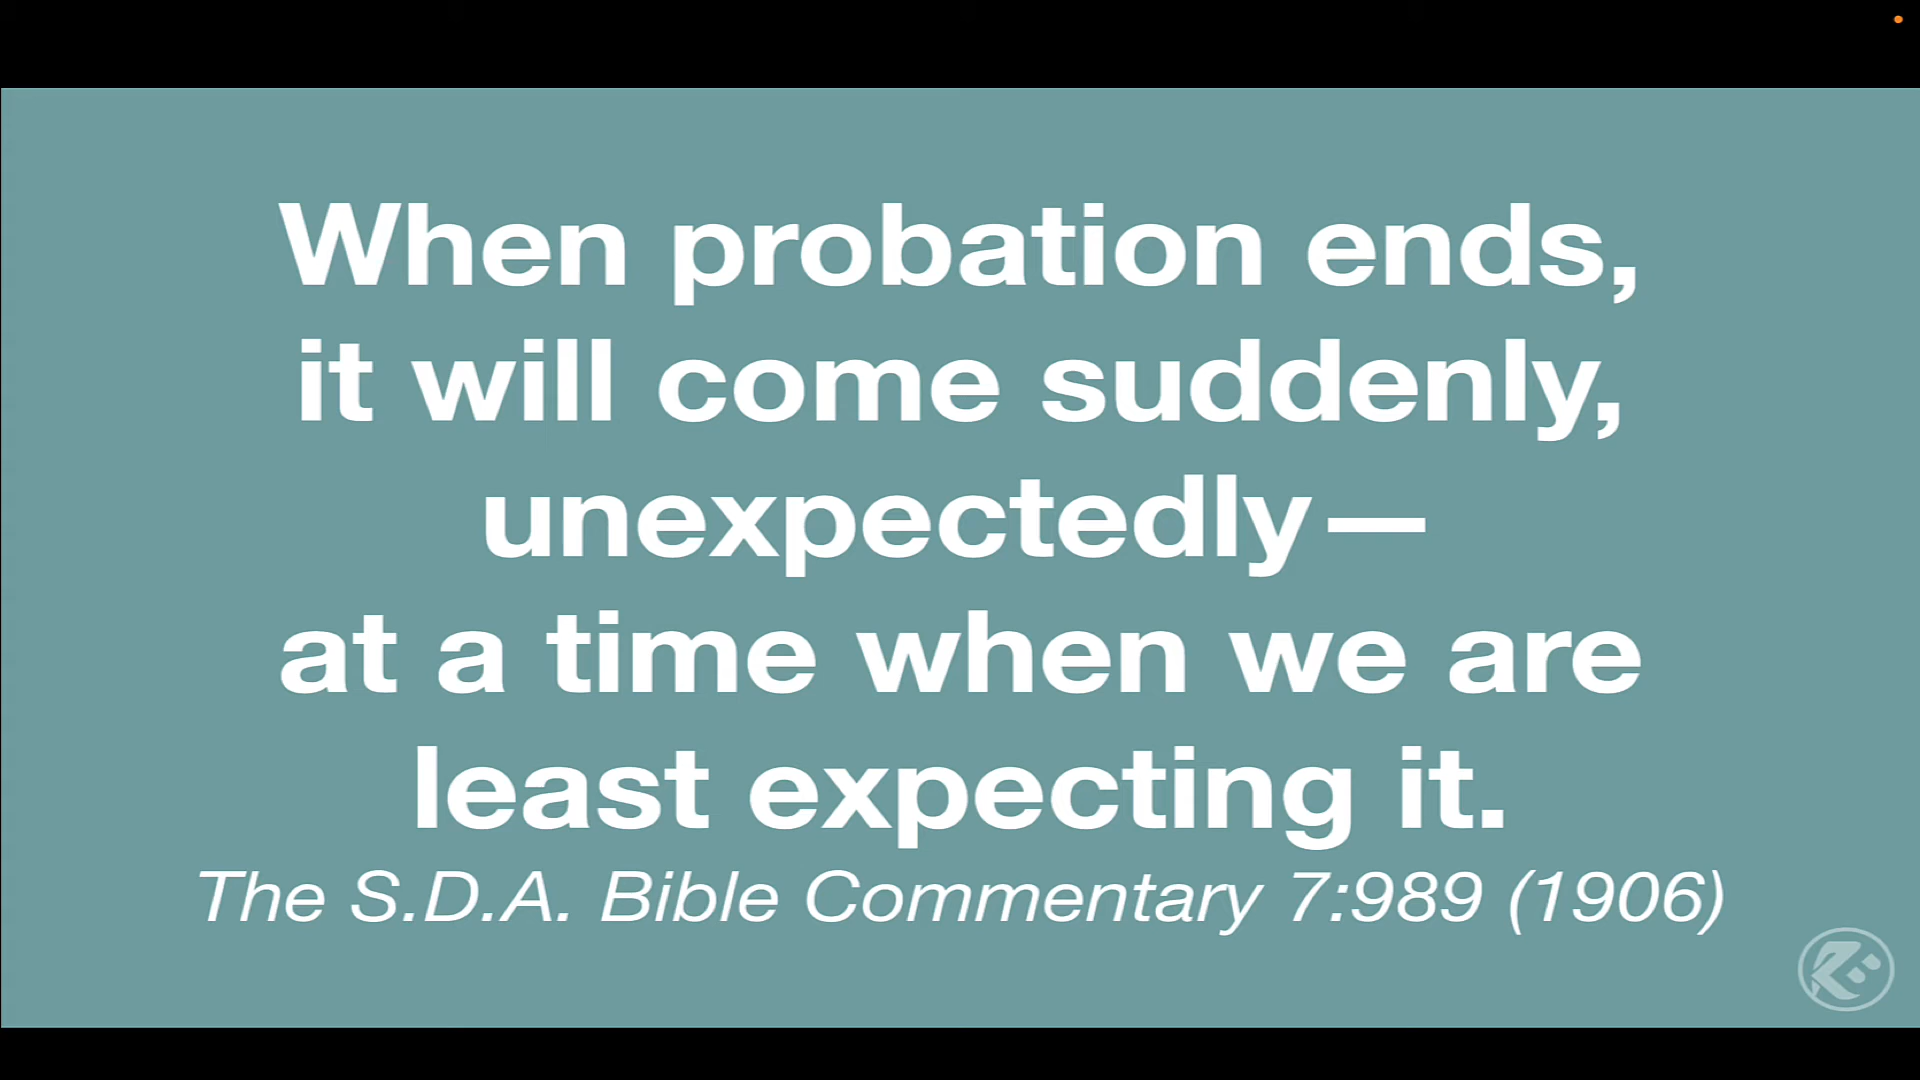 When probation ends,
it will come suddenly,
unexpectedly—
at a time when we are
least expecting it.
The S.D.A. Bible Commentary 7:989 (1906)